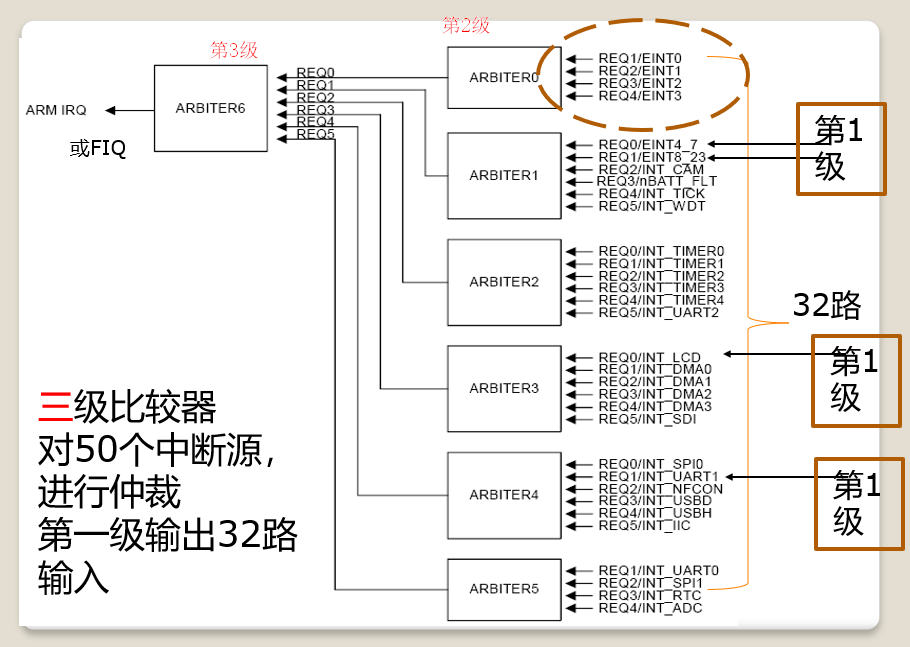 第2级
第3级
ARBITER6
REQ0
REQ1
REQ2
REQ3
REQ4
REQ5
ARM IRQ
或FIQ
ARBITER0
REQ1/EINT0
REQ2/EINT1
REQ3/EINT2
REQ4/EINT3
ARBITER1
REQ0/EINT4_7
REQ1/EINT8_23
REQ2/INT_CAM
REQ3/nBATT_FLT
REQ4/INT_TICK
REQ5/INT_WDT
第1
级
ARBITER2
REQ0/INT_TIMER0
REQ1/INT_TIMER1
REQ2/INT_TIMER2
REQ3/INT_TIMER3
REQ4/INT_TIMER4
REQ5/INT_UART2
32路
ARBITER3
REQ0/INT_LCD
REQ1/INT_DMA0
REQ2/INT_DMA1
REQ3/INT_DMA2
REQ4/INT_DMA3
REQ5/INT_SDI
第1
级
ARBITER4
REQ0/INT_SPI0
REQ1/INT_UART1
REQ2/INT_NFCON
REQ3/INT_USBD
REQ4/INT_USBH
REQ5/INT_IIC
第1
级
ARBITER5
REQ1/INT_UART0
REQ2/INT_SPI1
REQ3/INT_RTC
REQ4/INT_ADC
三级比较器
对50个中断源，
进行仲裁
第一级输出32路
输入